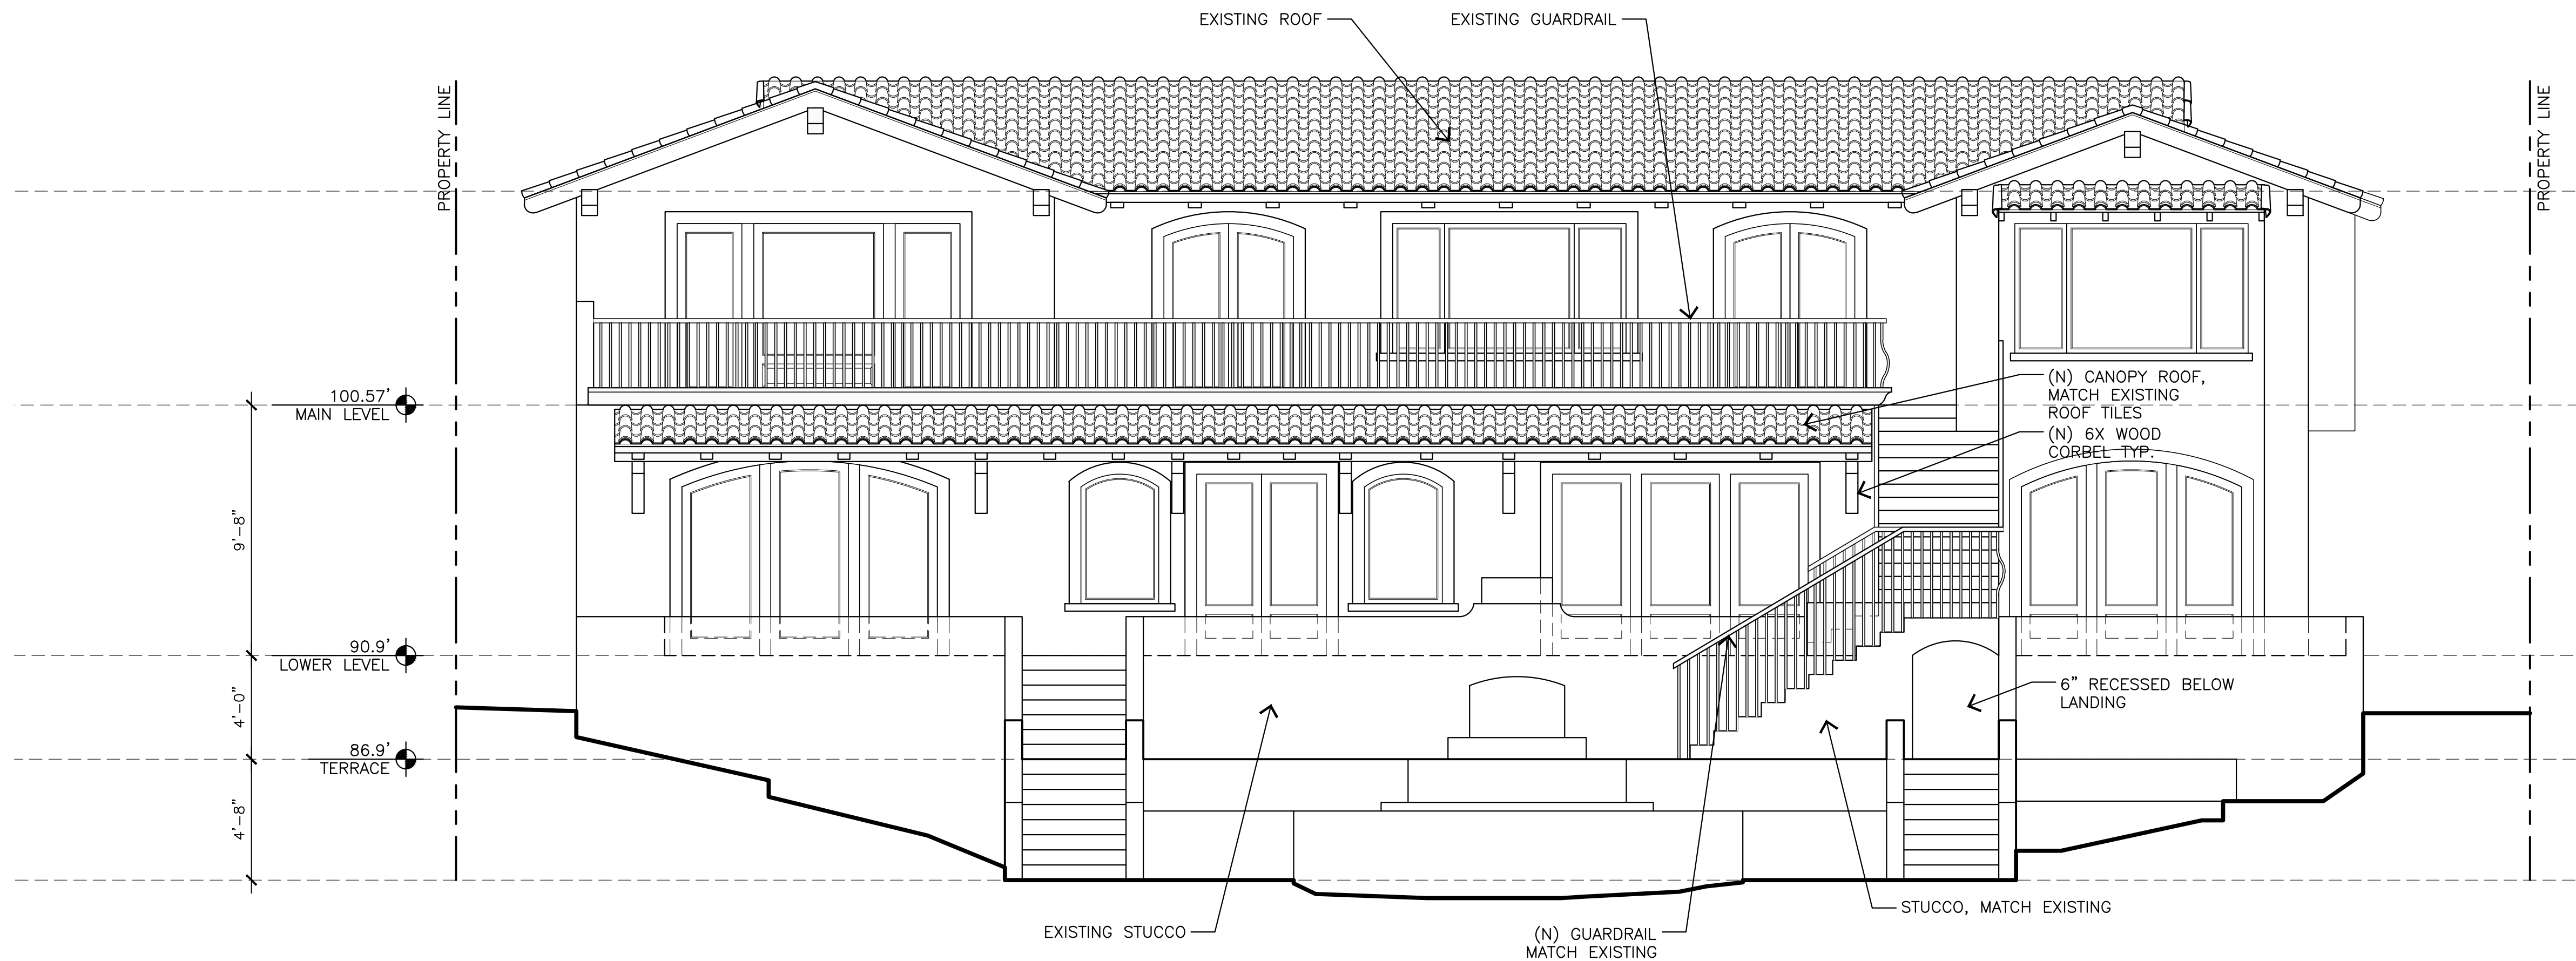 EXISTING ROOF
EXISTING GUARDRAIL
PROPERTY LINE
PROPERTY LINE
100.57'
MAIN LEVEL
(N) CANOPY ROOF,
MATCH EXISTING
ROOF TILES
(N) 6X WOOD
CORBEL TYP.
9'-8"
90.9'
LOWER LEVEL
4'-0"
6" RECESSED BELOW
LANDING
86.9'
TERRACE
4'-8"
STUCCO, MATCH EXISTING
EXISTING STUCCO
(N) GUARDRAIL
MATCH EXISTING